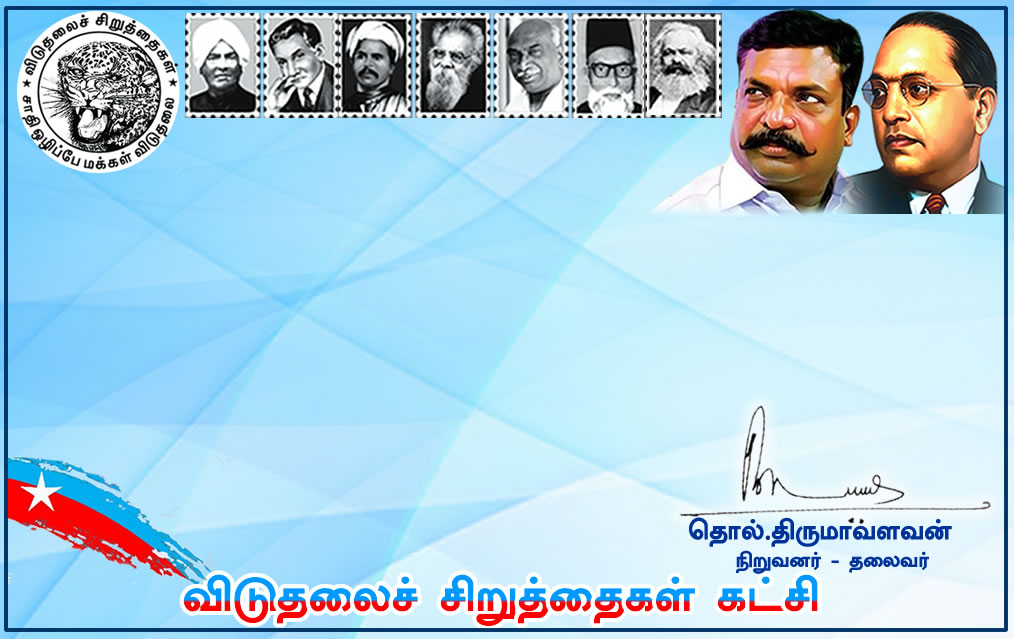 விடுதலைச் சிறுத்தைகள்
சாதி ஒழிப்பே மக்கள் விடுதலை
தொல்.திருமாவளவன்
நிறுவனர் - தலைவர்
விடுதலைச் சிறுத்தைகள் கட்சி